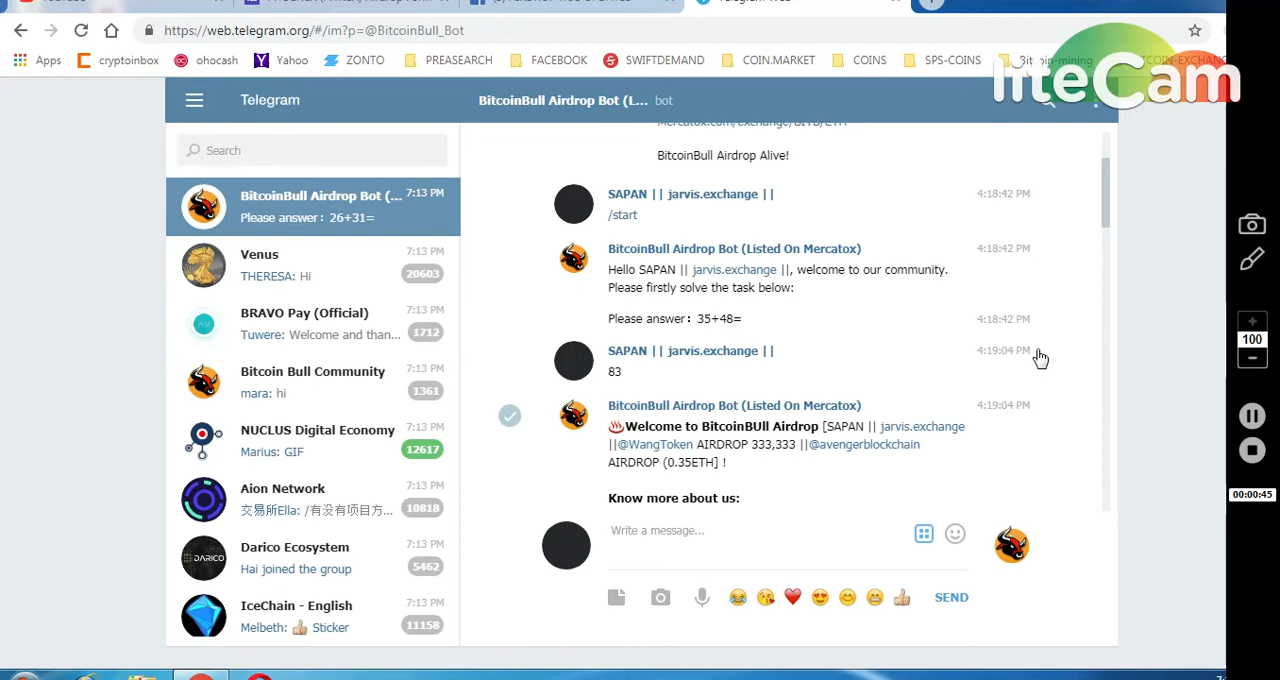 YouTube
https://web.telegram.org/#/im?p=@BitcoinBull_Bot
Apps cryptoinbox ohocash Yahoo ZONTO PREASEARCH FACEBOOK SWIFTDEMAND COIN.MARKET COINS SPS-COINS Bitcoin-mining
liteCam
Telegram
BitcoinBull Airdrop Bot (L... bot
Search
BitcoinBull Airdrop Bot (... 7:13 PM
Please answer：26+31=
Venus 7:13 PM
THERESA: Hi 20603
BRAVO Pay (Official) 7:13 PM
Tuwere: Welcome and than... 1712
Bitcoin Bull Community 7:13 PM
mara: hi 1361
NUCLUS Digital Economy 7:13 PM
Marius: GIF 12617
Aion Network 7:13 PM
交易所Ella: /有没有项目方... 10818
DARICO
Darico Ecosystem 7:13 PM
Hai joined the group 5462
IceChain - English 7:13 PM
Melbeth: 👍 Sticker 11158
Mercatox.com/exchange/BITB/ETH
BitcoinBull Airdrop Alive!
SAPAN || jarvis.exchange || 4:18:42 PM
/start
BitcoinBull Airdrop Bot (Listed On Mercatox) 4:18:42 PM
Hello SAPAN || jarvis.exchange ||, welcome to our community.
Please firstly solve the task below:
Please answer：35+48= 4:18:42 PM
SAPAN || jarvis.exchange || 4:19:04 PM
83
BitcoinBull Airdrop Bot (Listed On Mercatox) 4:19:04 PM
♨️Welcome to BitcoinBUll Airdrop [SAPAN || jarvis.exchange
||@WangToken AIRDROP 333,333 ||@avengerblockchain
AIRDROP (0.35ETH] !
Know more about us:
Write a message...
SEND
100
00:00:45